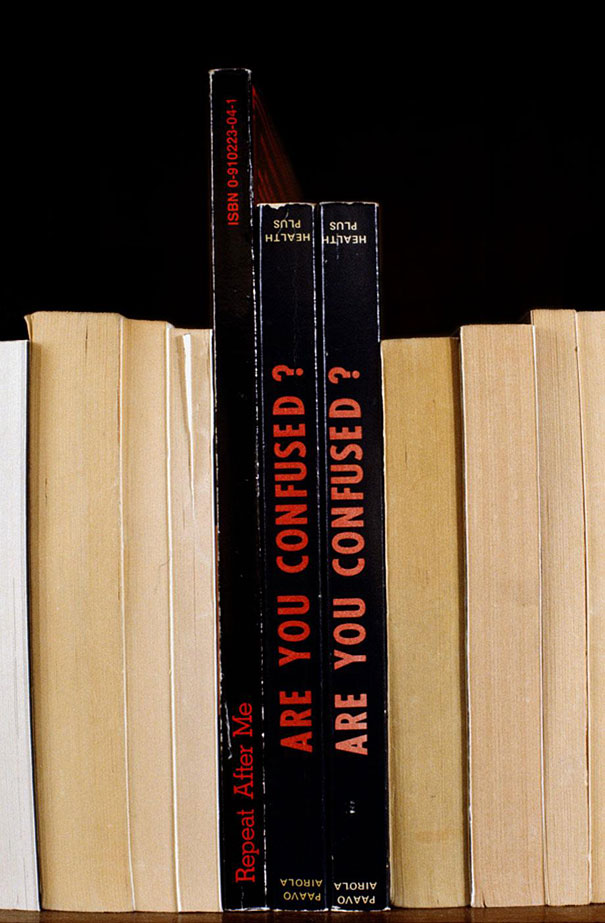 Repeat After Me
ISBN 0-910223-04-1
HEALTH
PLUS
ARE YOU CONFUSED?
PAAVO
AIROLA
HEALTH
PLUS
ARE YOU CONFUSED?
PAAVO
AIROLA